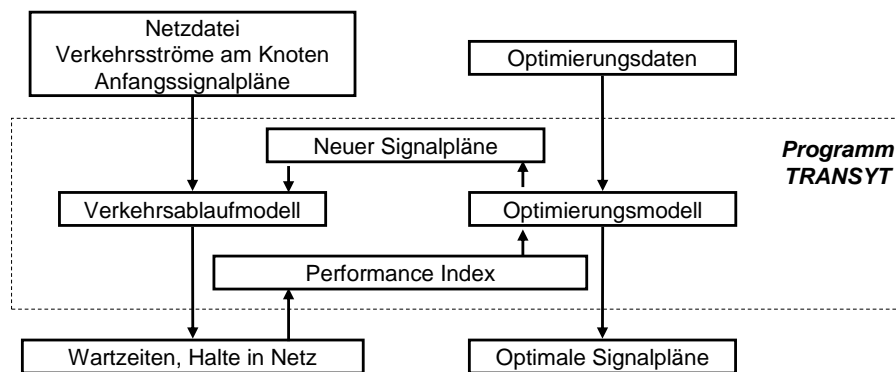 Netzdatei
Verkehrsströme am Knoten
Anfangssignalpläne
Optimierungsdaten
Neuer Signalpläne
Programm
TRANSYT
Verkehrsablaufmodell
Optimierungsmodell
Performance Index
Wartzeiten, Halte in Netz
Optimale Signalpläne